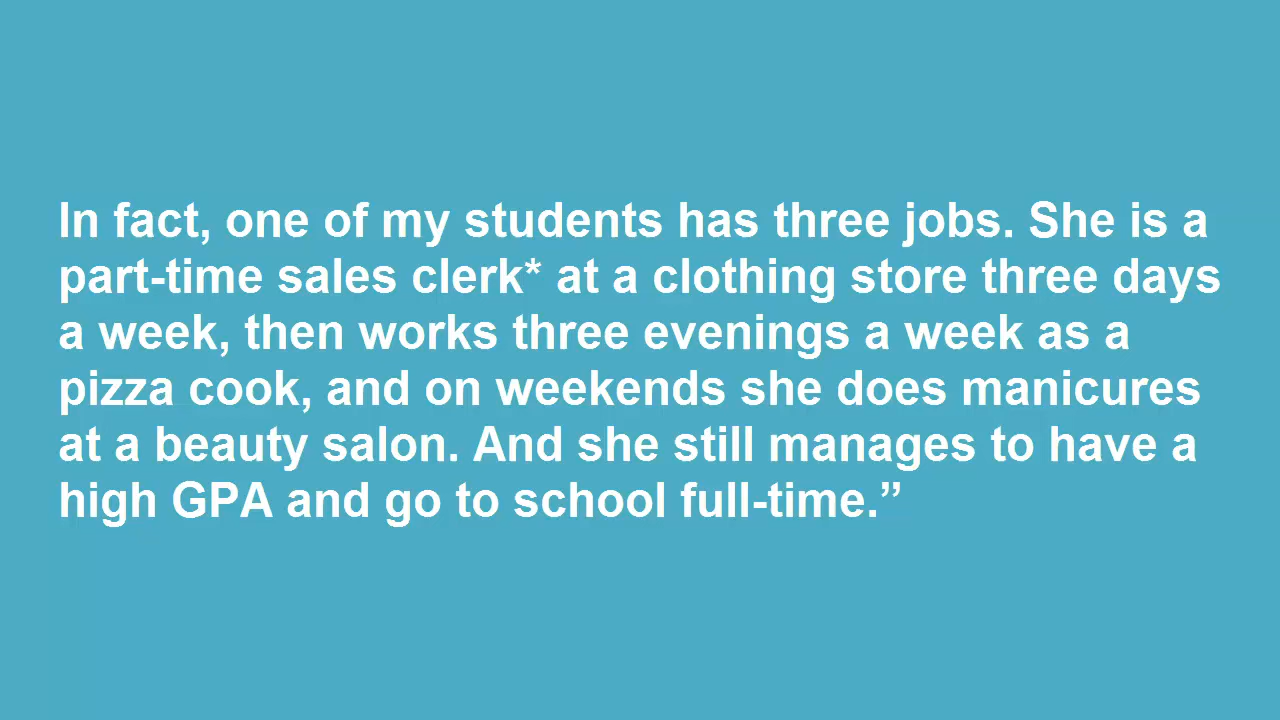 In fact, one of my students has three jobs. She is a
part-time sales clerk* at a clothing store three days
a week, then works three evenings a week as a
pizza cook, and on weekends she does manicures
at a beauty salon. And she still manages to have a
high GPA and go to school full-time.”